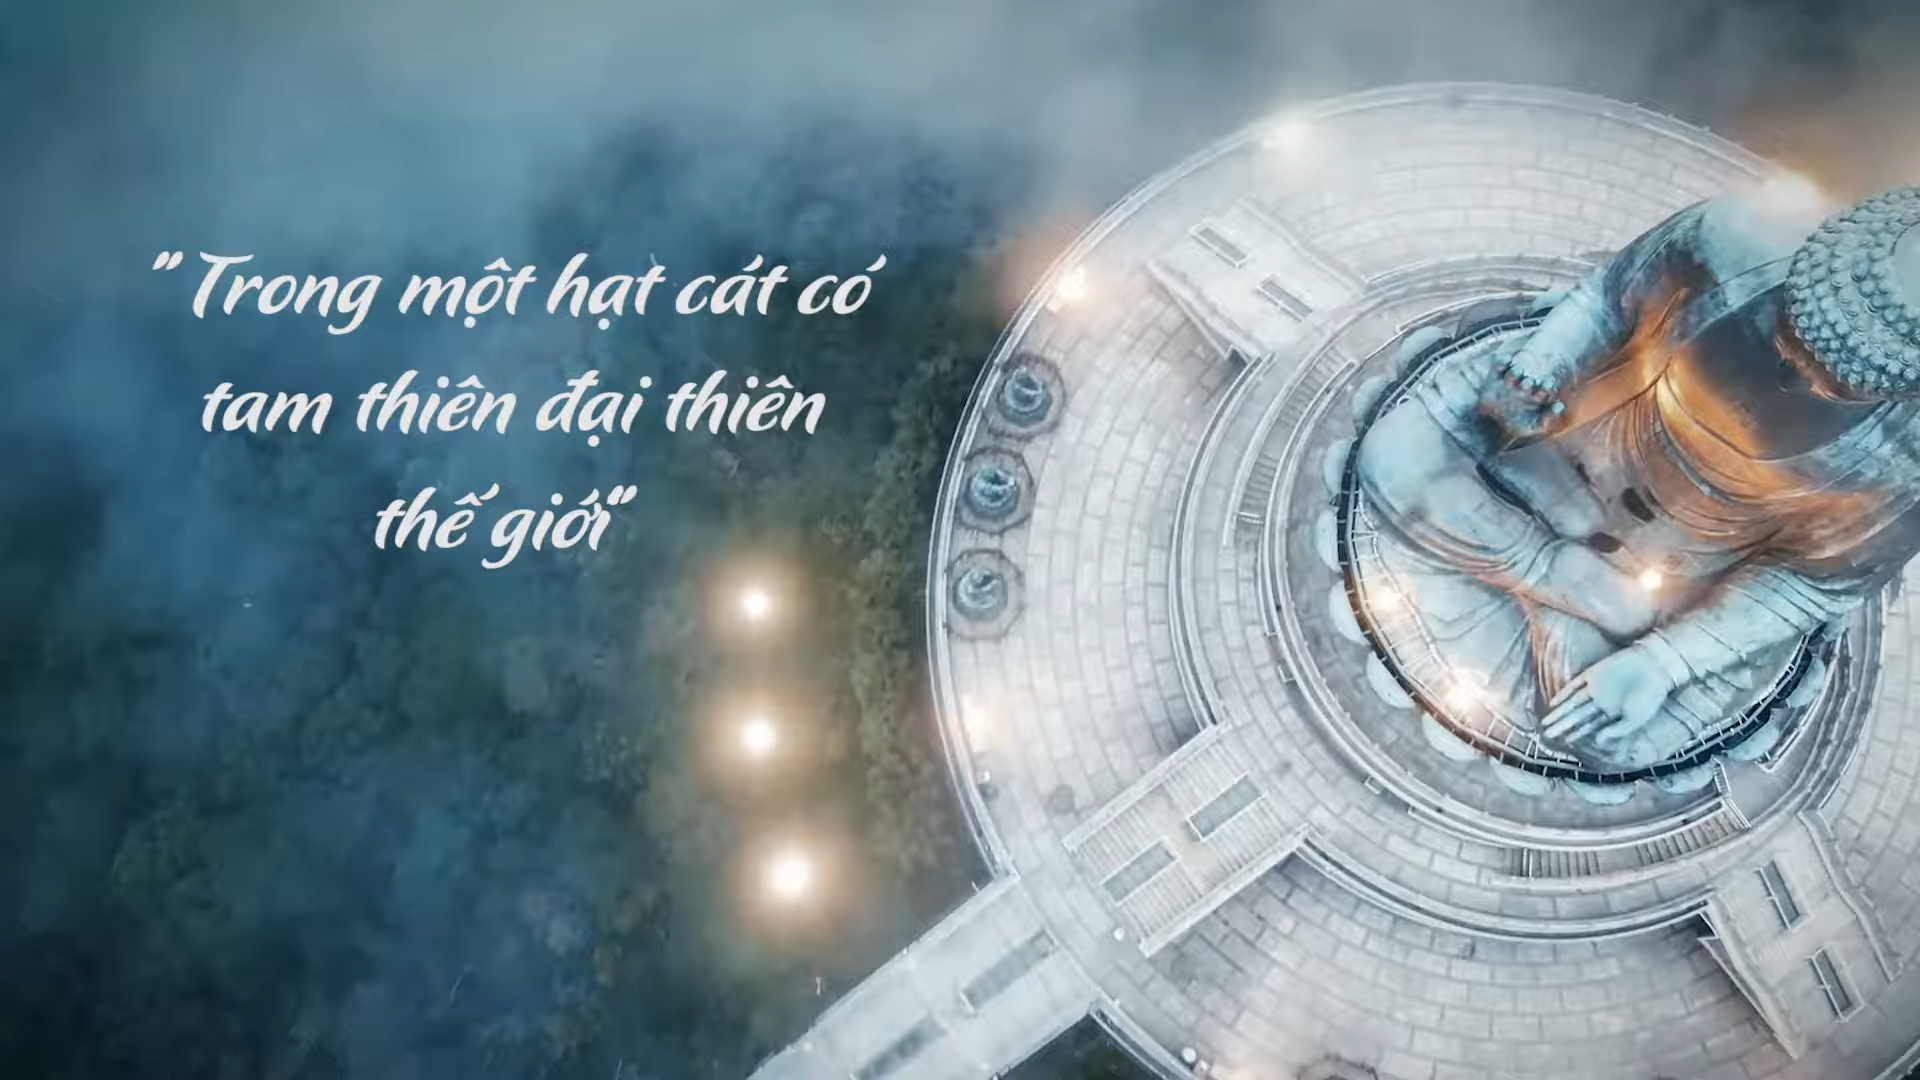 "Trong một hạt cát có
tam thiên đại thiên
thế giới"